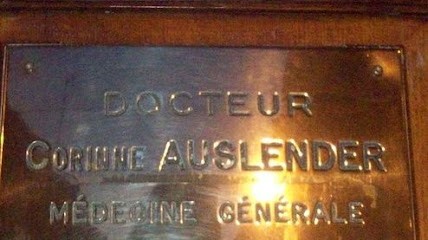 DOCTEUR
CORINNE AUSLENDER
MÉDECINE GÉNÉRALE